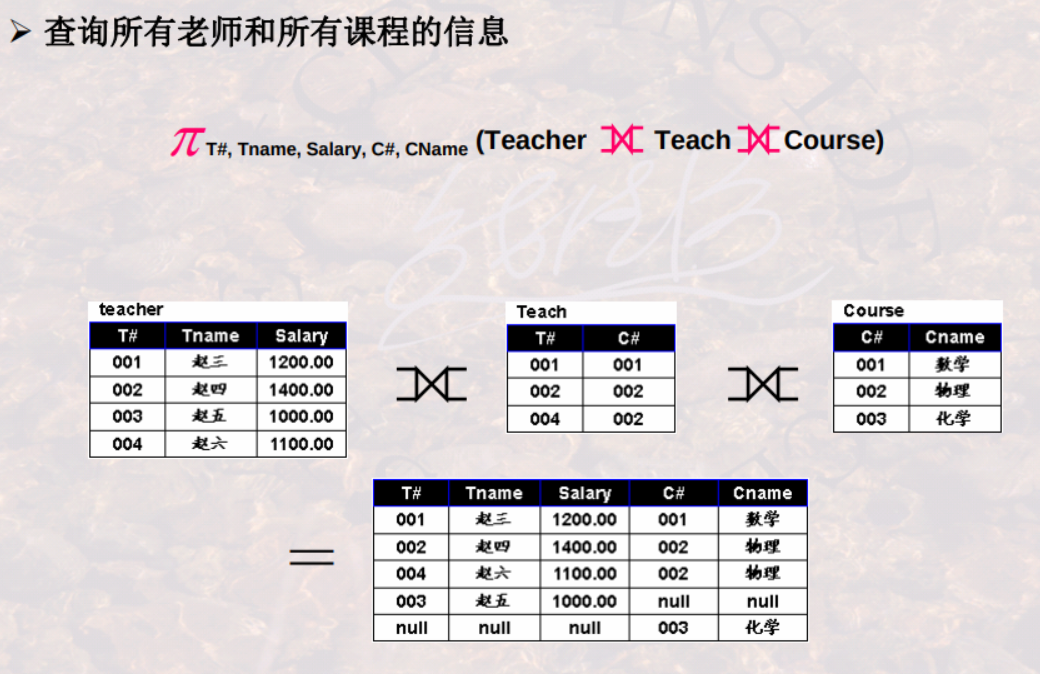 ➢ 查询所有老师和所有课程的信息
π T#, Tname, Salary, C#, CName (Teacher ⟗ Teach ⟗ Course)
teacher
T# Tname Salary
001 赵三 1200.00
002 赵四 1400.00
003 赵五 1000.00
004 赵六 1100.00
⟗
Teach
T# C#
001 001
002 002
004 002
⟗
Course
C# Cname
001 数学
002 物理
003 化学
=
T# Tname Salary C# Cname
001 赵三 1200.00 001 数学
002 赵四 1400.00 002 物理
004 赵六 1100.00 002 物理
003 赵五 1000.00 null null
null null null 003 化学